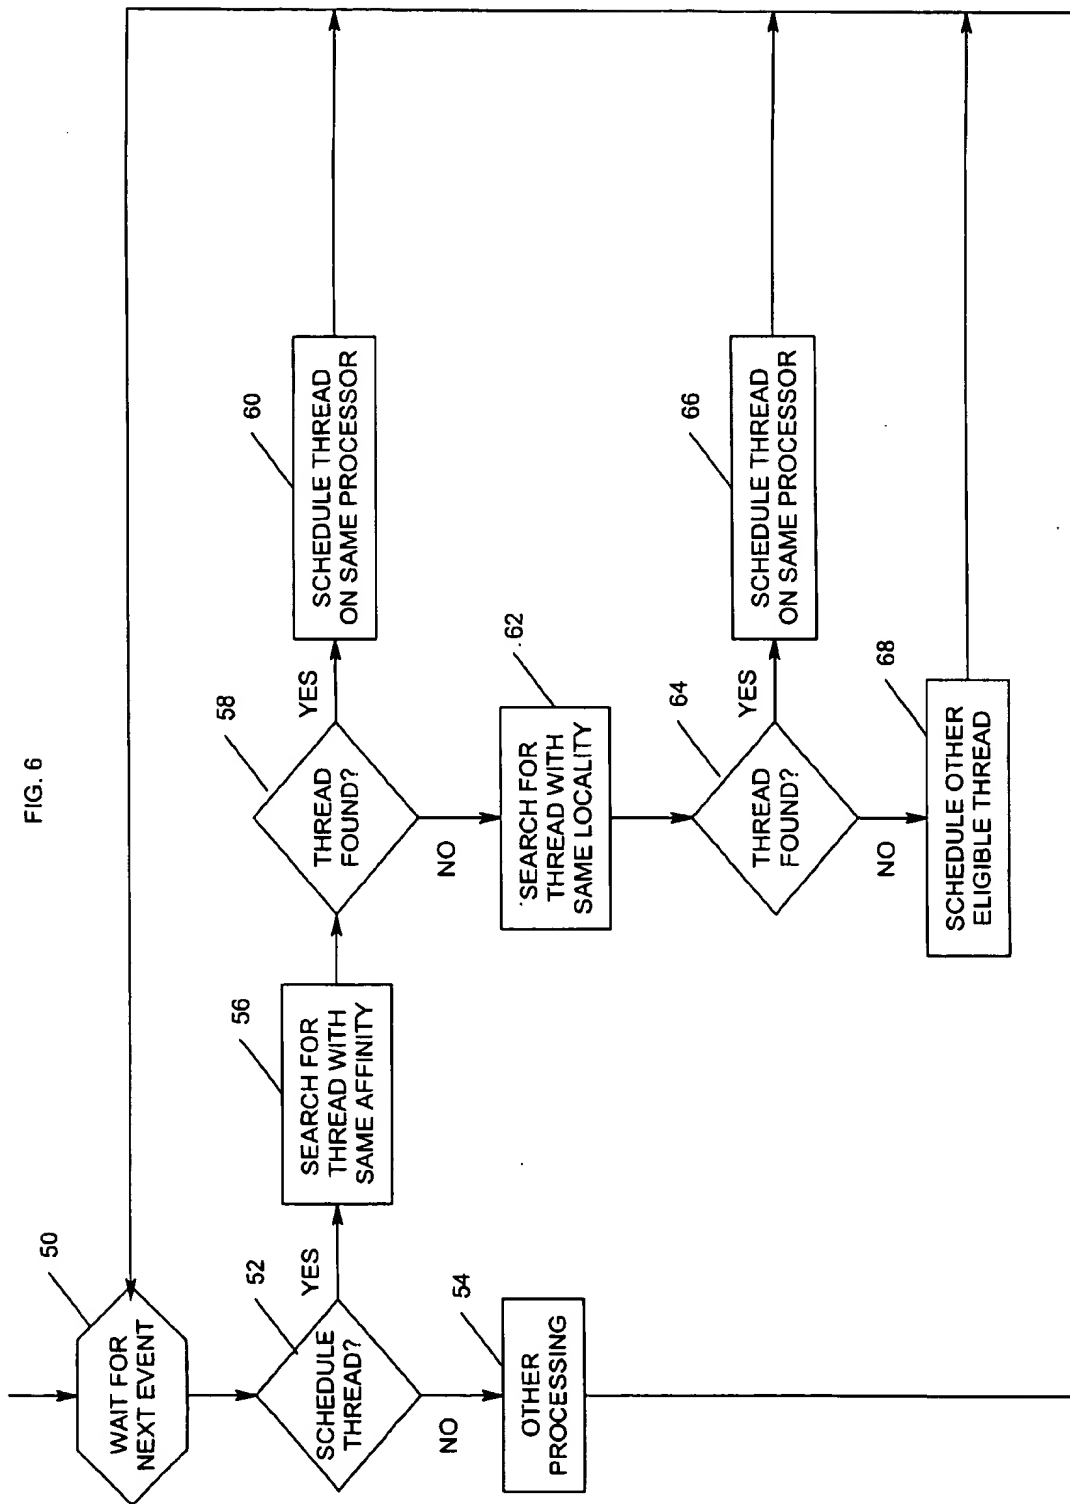 FIG. 6
50
WAIT FOR
NEXT EVENT
52
SCHEDULE
THREAD?
YES
NO
54
OTHER
PROCESSING
56
SEARCH FOR
THREAD WITH
SAME AFFINITY
58
THREAD
FOUND?
YES
NO
60
SCHEDULE THREAD
ON SAME PROCESSOR
62
SEARCH FOR
THREAD WITH
SAME LOCALITY
64
THREAD
FOUND?
YES
NO
66
SCHEDULE THREAD
ON SAME PROCESSOR
68
SCHEDULE OTHER
ELIGIBLE THREAD